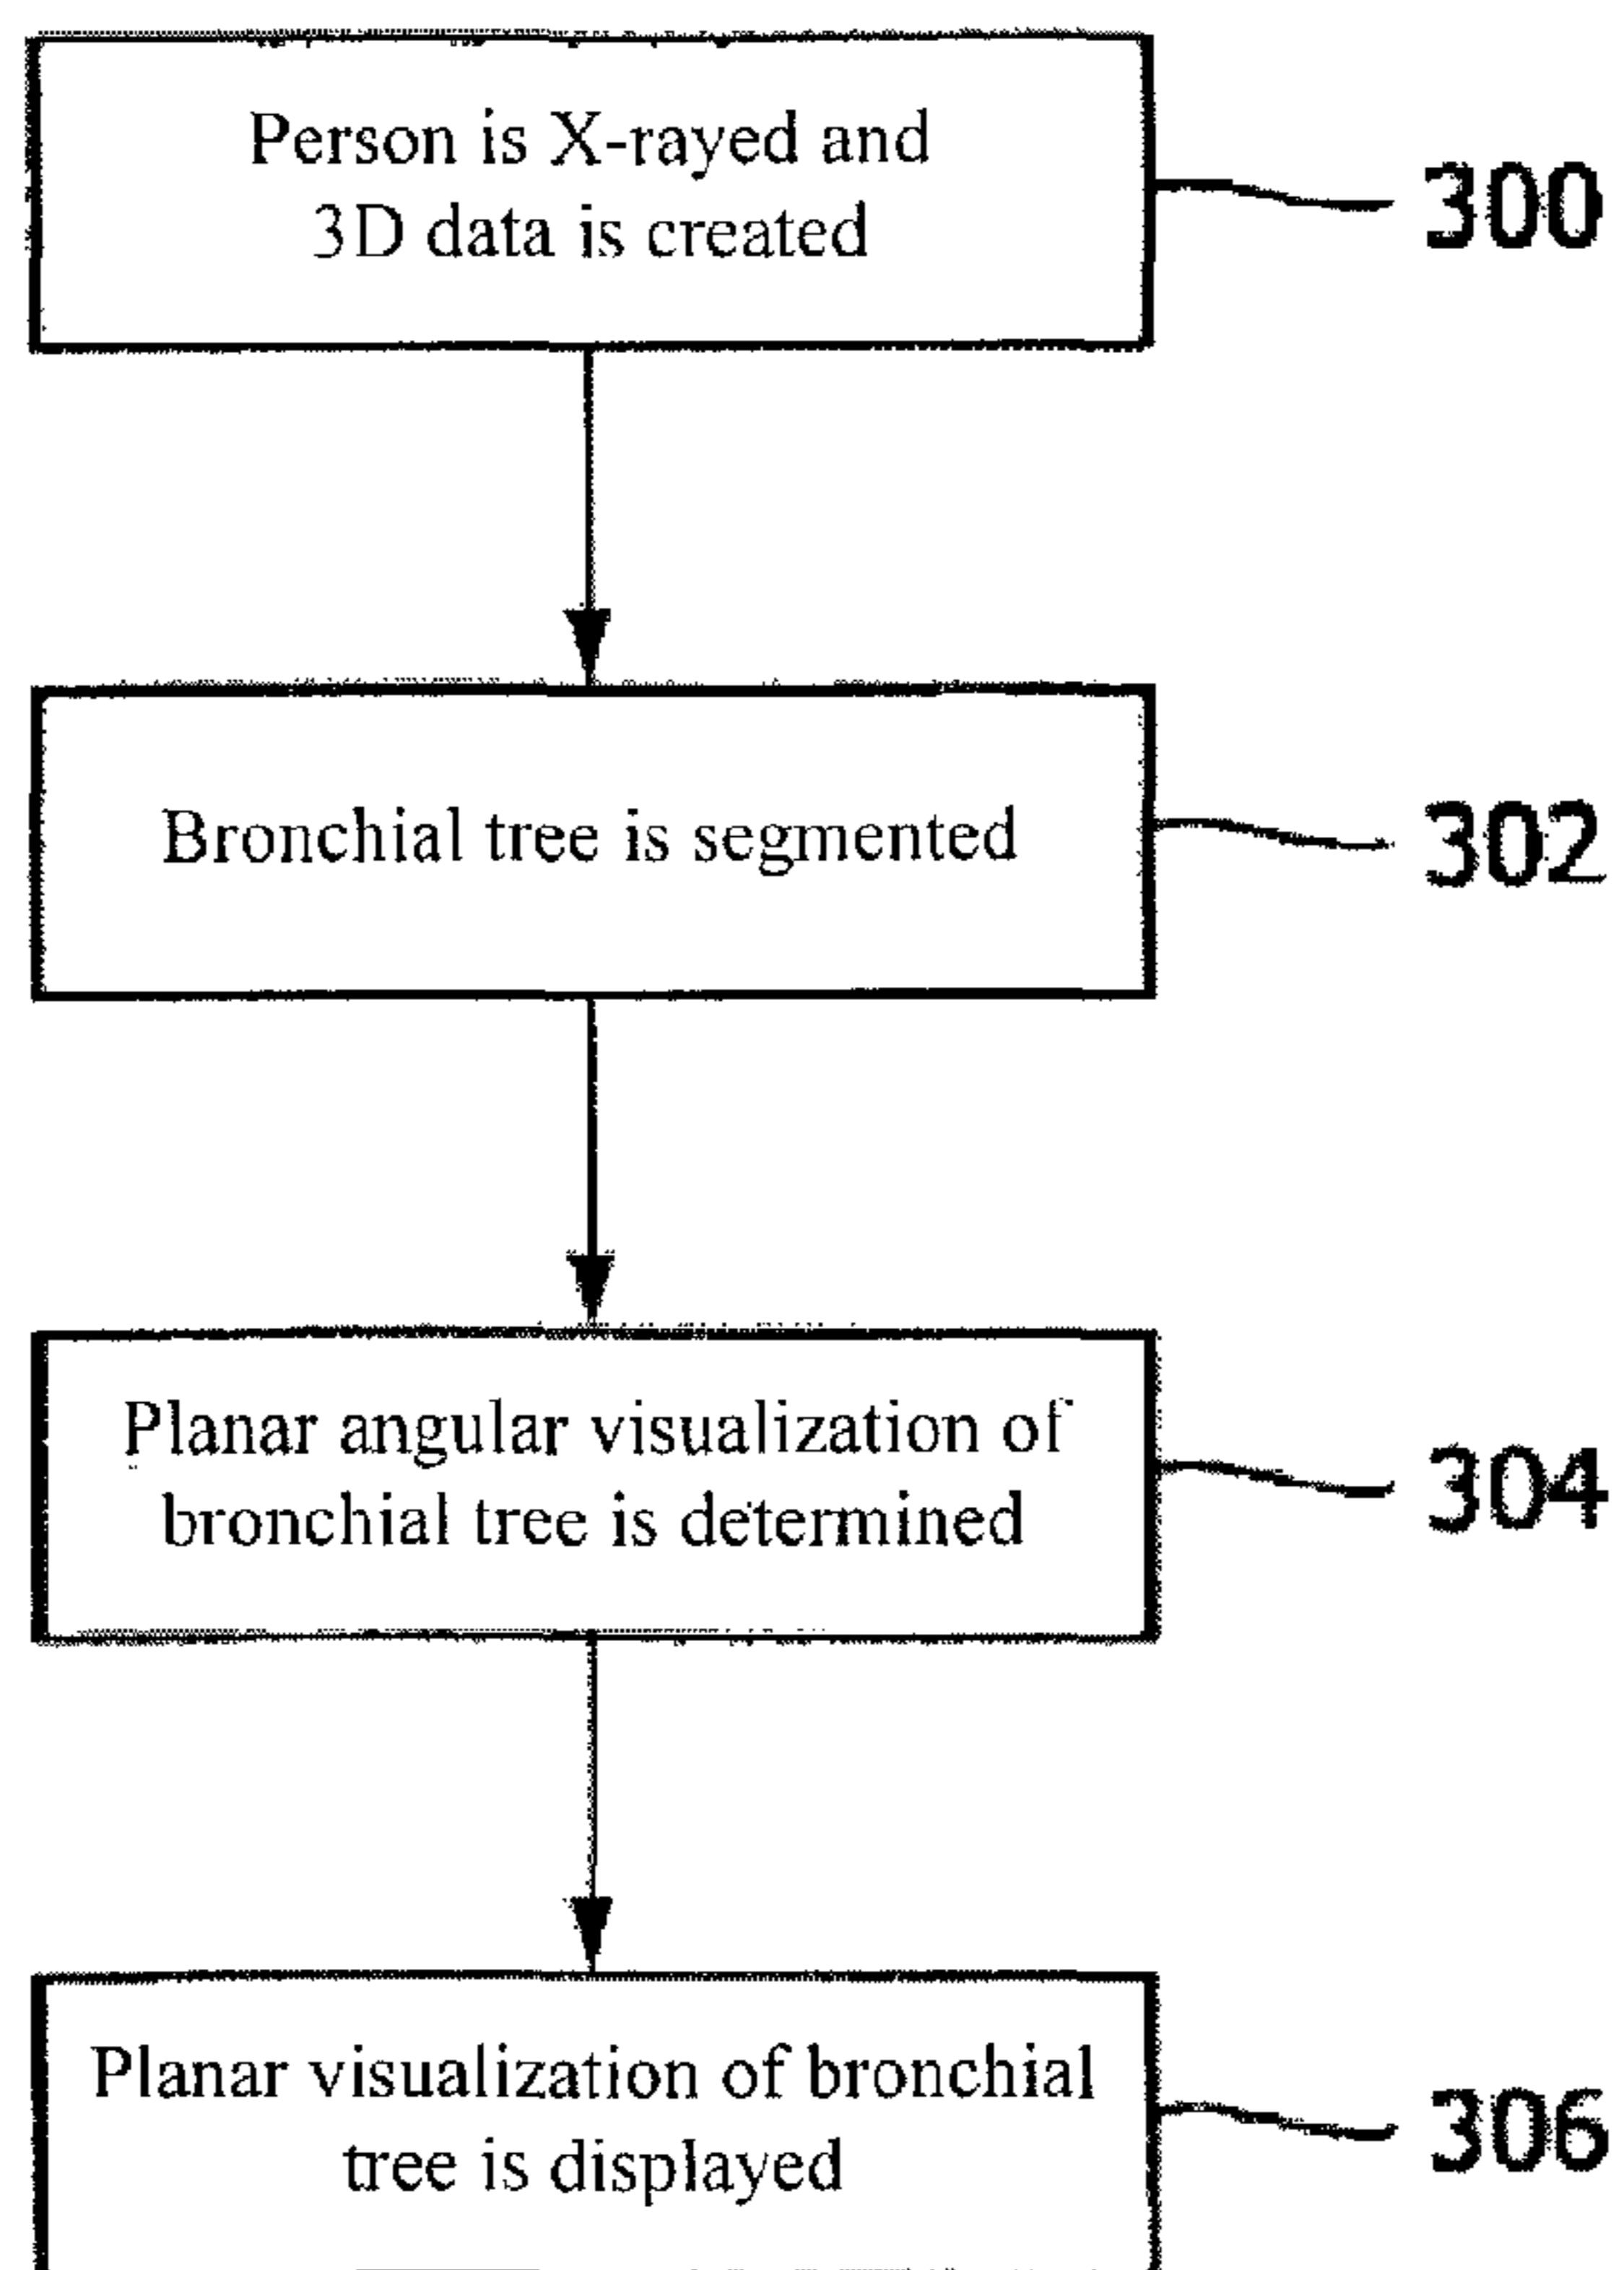 Person is X-rayed and
3D data is created
300
Bronchial tree is segmented
302
Planar angular visualization of
bronchial tree is determined
304
Planar visualization of bronchial
tree is displayed
306